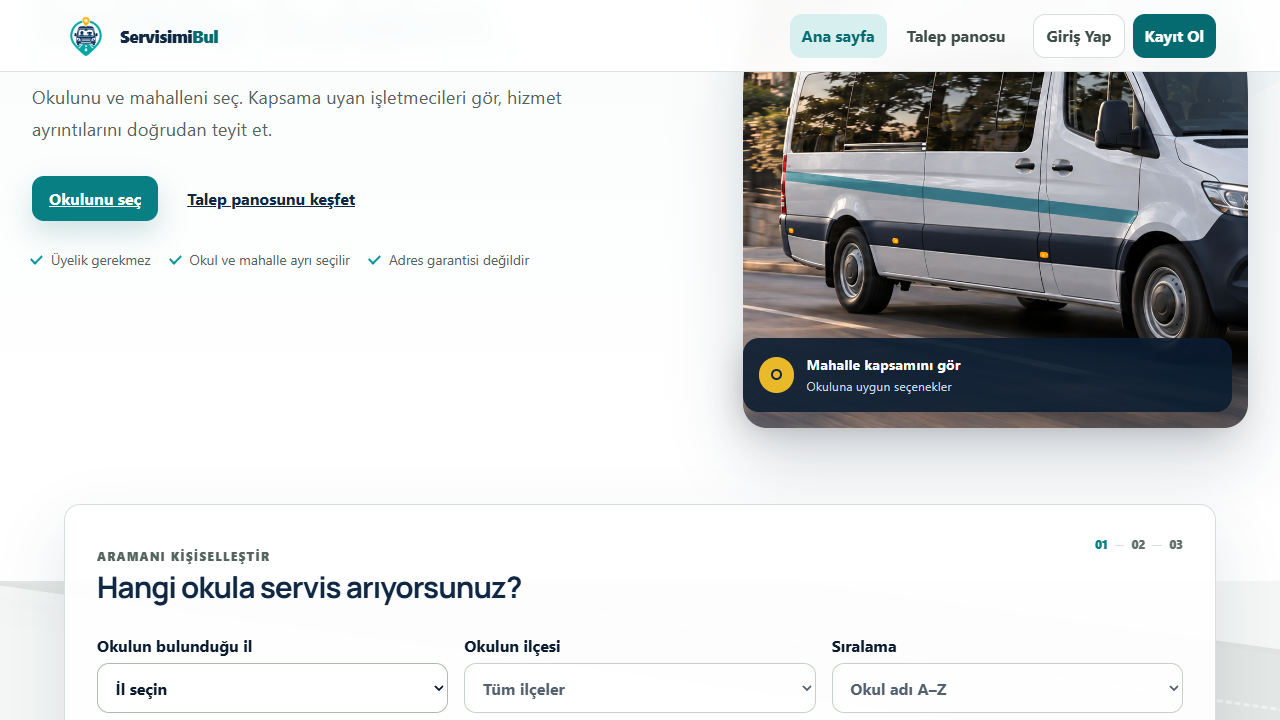 ServisimiBul
Ana sayfa
Talep panosu
Giriş Yap
Kayıt Ol
Okulunu ve mahalleni seç. Kapsama uyan işletmecileri gör, hizmet
ayrıntılarını doğrudan teyit et.
Okulunu seç
Talep panosunu keşfet
Üyelik gerekmez
Okul ve mahalle ayrı seçilir
Adres garantisi değildir
Mahalle kapsamını gör
Okuluna uygun seçenekler
ARAMANI KİŞİSELLEŞTİR
01 — 02 — 03
Hangi okula servis arıyorsunuz?
Okulun bulunduğu il
Okulun ilçesi
Sıralama
İl seçin
Tüm ilçeler
Okul adı A–Z